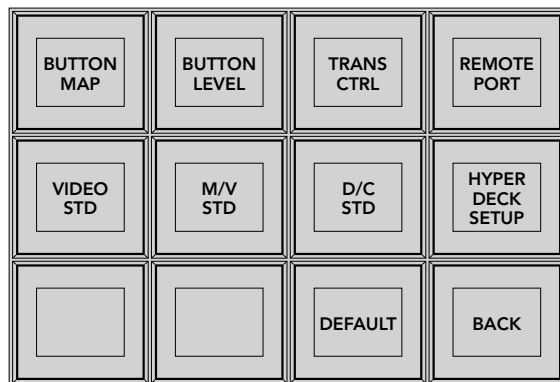 BUTTON
MAP
BUTTON
LEVEL
TRANS
CTRL
REMOTE
PORT
VIDEO
STD
M/V
STD
D/C
STD
HYPER
DECK
SETUP
DEFAULT
BACK